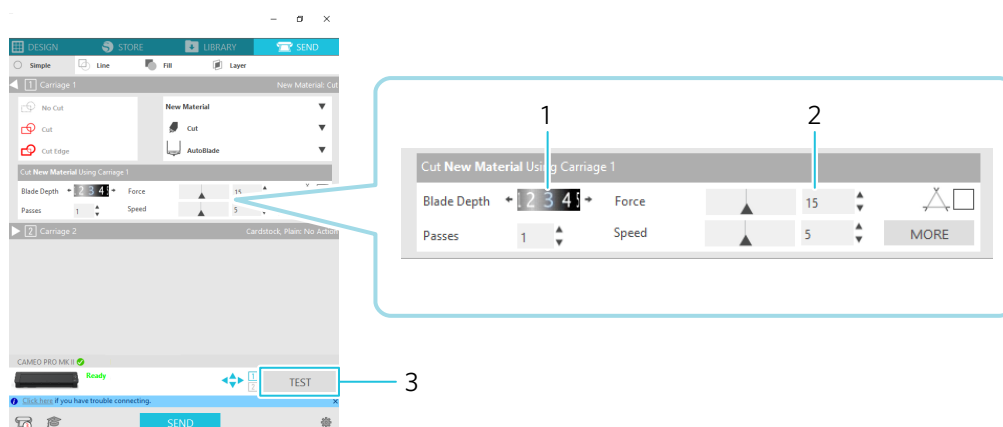 DESIGN STORE LIBRARY SEND
Simple Line Fill Layer
1 Carriage 1 New Material: Cut
No Cut New Material
Cut Cut
Cut Edge AutoBlade
Cut New Material Using Carriage 1
Blade Depth 2 3 4 Force 15
Passes 1 Speed 5
2 Carriage 2 Cardstock, Plain: No Action
CAMEO PRO MK II
Ready 1 2 TEST
Click here if you have trouble connecting. x
SEND
1 2
Cut New Material Using Carriage 1
Blade Depth 2 3 4 5 Force 15
Passes 1 Speed 5 MORE
3